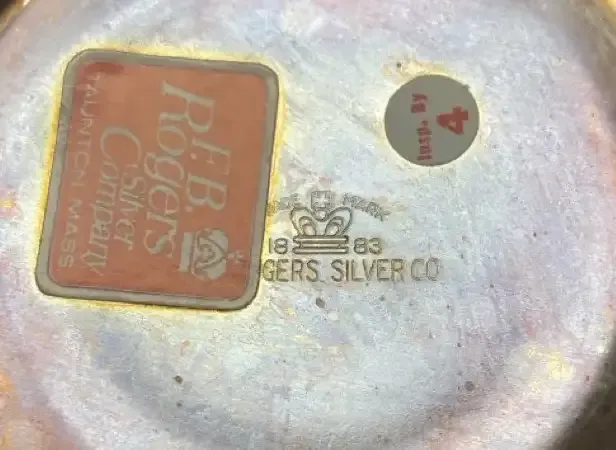 F.B.
Rogers
Silver
Company
TAUNTON MASS
Insp. By
4
TRADE MARK
18 83
GERS SILVER CO